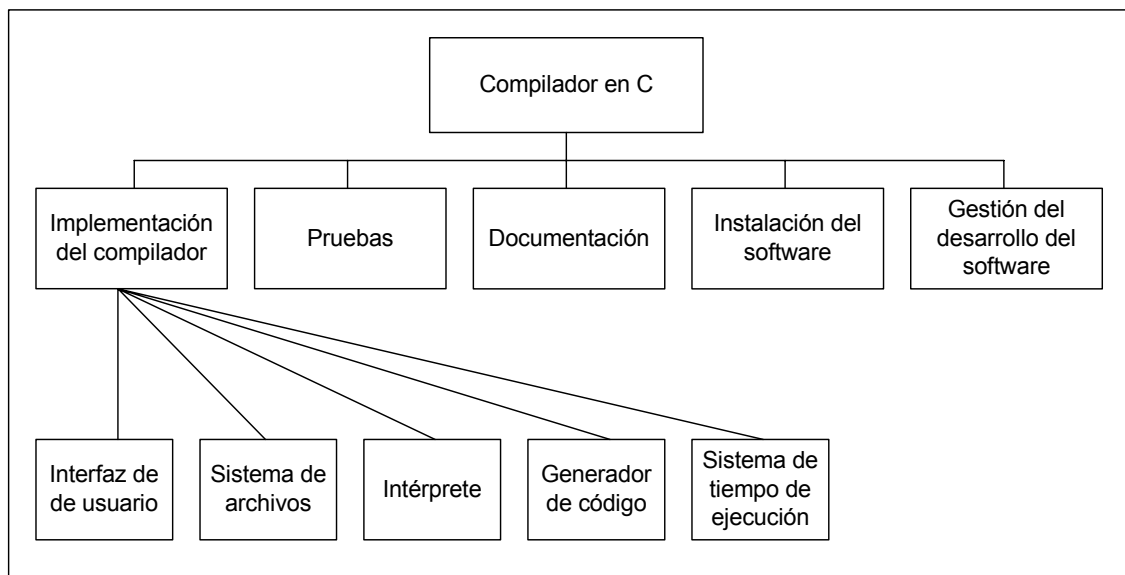 Compilador en C
Implementación
del compilador
Pruebas
Documentación
Instalación del
software
Gestión del
desarrollo del
software
Interfaz de
de usuario
Sistema de
archivos
Intérprete
Generador
de código
Sistema de
tiempo de
ejecución